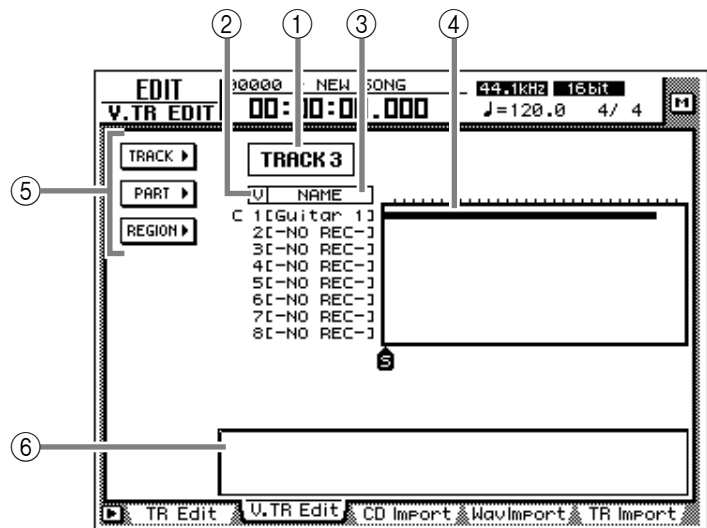 ② ① ③ ④
EDIT
V.TR EDIT
00000 - NEW SONG
00:00:00.000
44.1kHz 16bit
♩=120.0 4/ 4
M
⑤
TRACK ▶
PART ▶
REGION ▶
TRACK 3
V NAME
C 1[Guitar 1]
2[-NO REC-]
3[-NO REC-]
4[-NO REC-]
5[-NO REC-]
6[-NO REC-]
7[-NO REC-]
8[-NO REC-]
S
⑥
TR Edit V.TR Edit CD Import WavImport TR Import